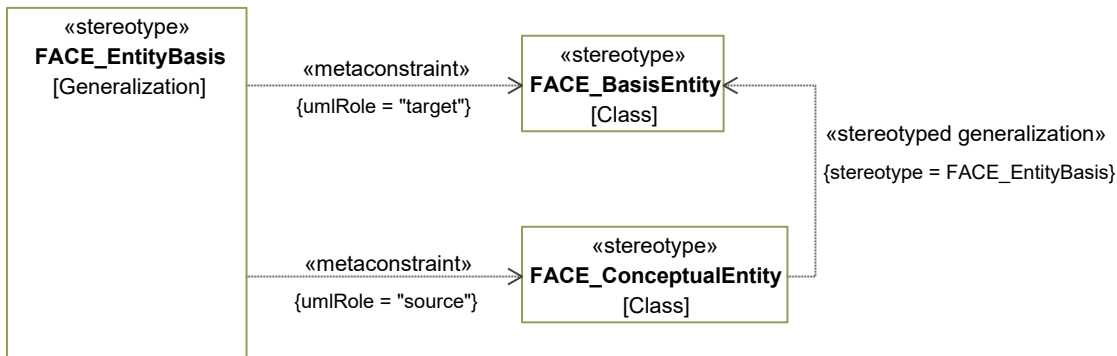 «stereotype»
FACE_EntityBasis
[Generalization]
«metaconstraint»
{umlRole = "target"}
«stereotype»
FACE_BasisEntity
[Class]
«stereotyped generalization»
{stereotype = FACE_EntityBasis}
«metaconstraint»
{umlRole = "source"}
«stereotype»
FACE_ConceptualEntity
[Class]